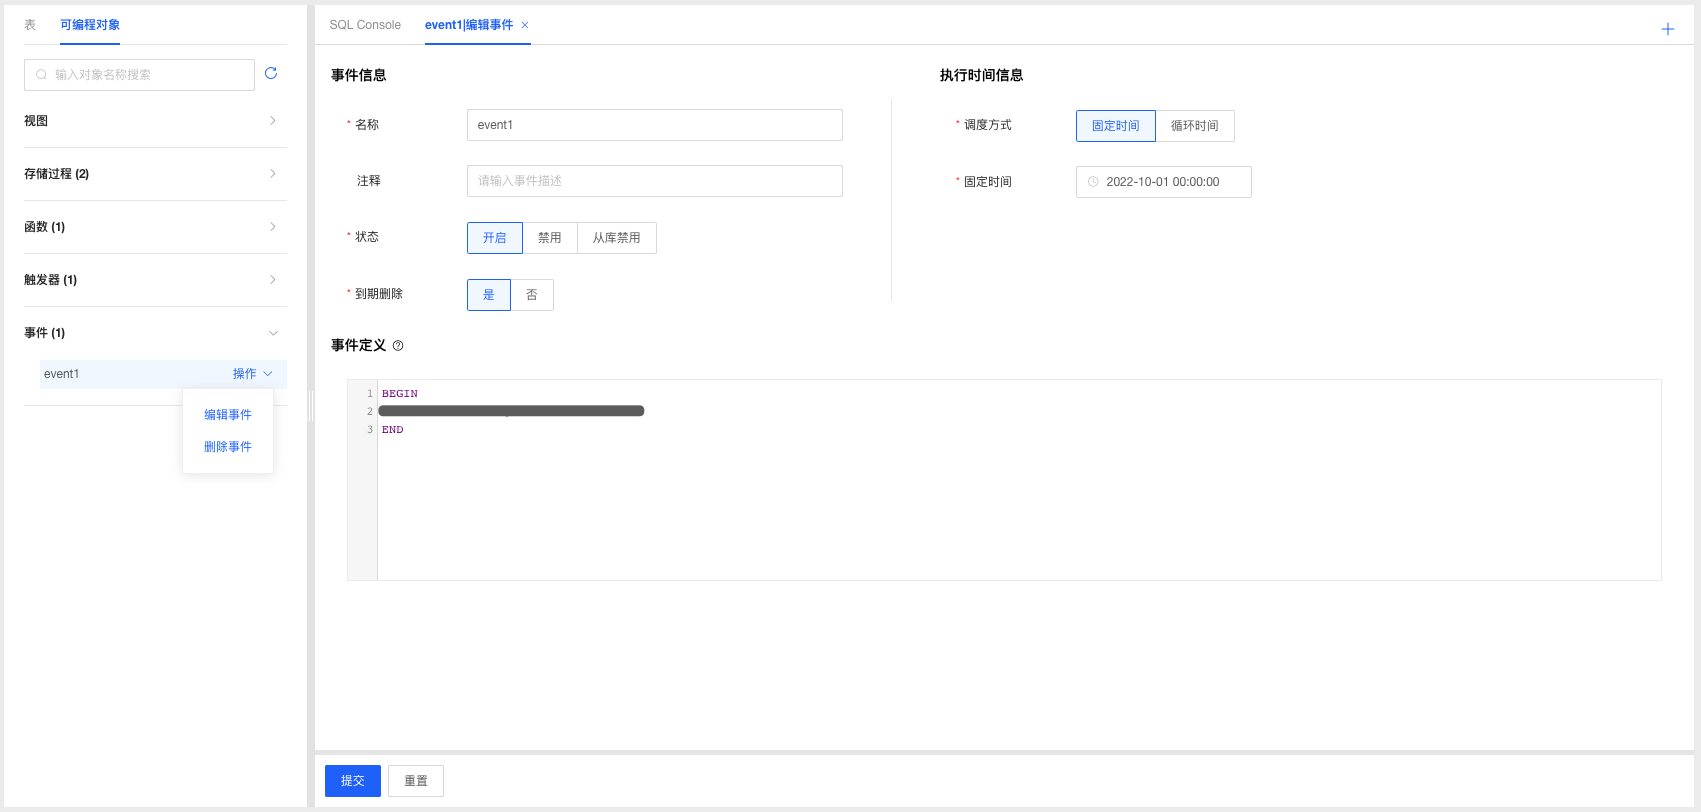 表 可编程对象
输入对象名称搜索
视图
存储过程 (2)
函数 (1)
触发器 (1)
事件 (1)
event1 操作
编辑事件
删除事件
SQL Console event1|编辑事件 ×
事件信息
* 名称 event1
注释 请输入事件描述
* 状态 开启 禁用 从库禁用
* 到期删除 是 否
执行时间信息
* 调度方式 固定时间 循环时间
* 固定时间 2022-10-01 00:00:00
事件定义 ?
1 BEGIN
2
3 END
提交 重置